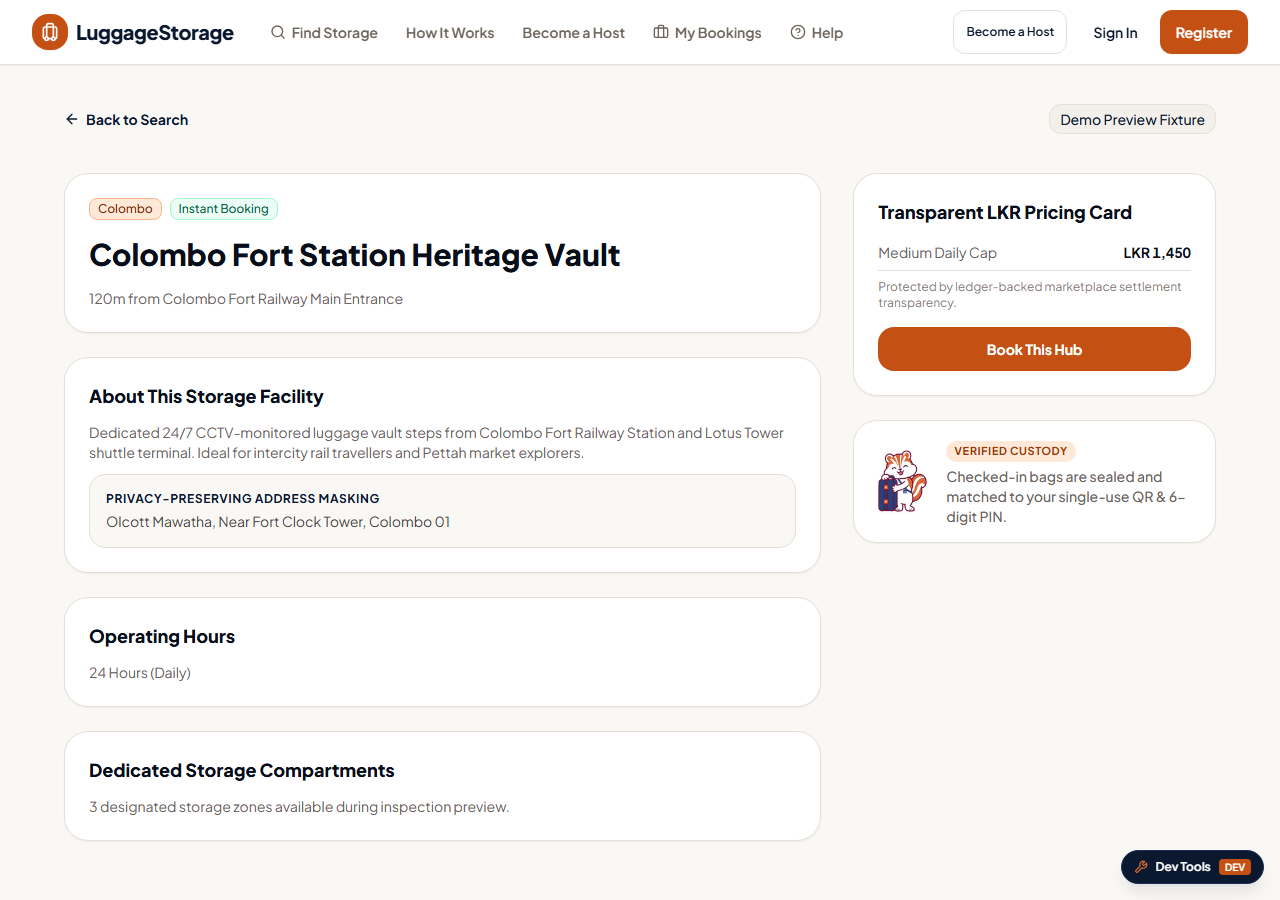 LuggageStorage
Find Storage
How It Works
Become a Host
My Bookings
Help
Become a Host
Sign In
Register
Back to Search
Demo Preview Fixture
Colombo
Instant Booking
Colombo Fort Station Heritage Vault
120m from Colombo Fort Railway Main Entrance
About This Storage Facility
Dedicated 24/7 CCTV-monitored luggage vault steps from Colombo Fort Railway Station and Lotus Tower
shuttle terminal. Ideal for intercity rail travellers and Pettah market explorers.
PRIVACY-PRESERVING ADDRESS MASKING
Olcott Mawatha, Near Fort Clock Tower, Colombo 01
Operating Hours
24 Hours (Daily)
Dedicated Storage Compartments
3 designated storage zones available during inspection preview.
Transparent LKR Pricing Card
Medium Daily Cap
LKR 1,450
Protected by ledger-backed marketplace settlement
transparency.
Book This Hub
VERIFIED CUSTODY
Checked-in bags are sealed and
matched to your single-use QR & 6-
digit PIN.
Dev Tools
DEV